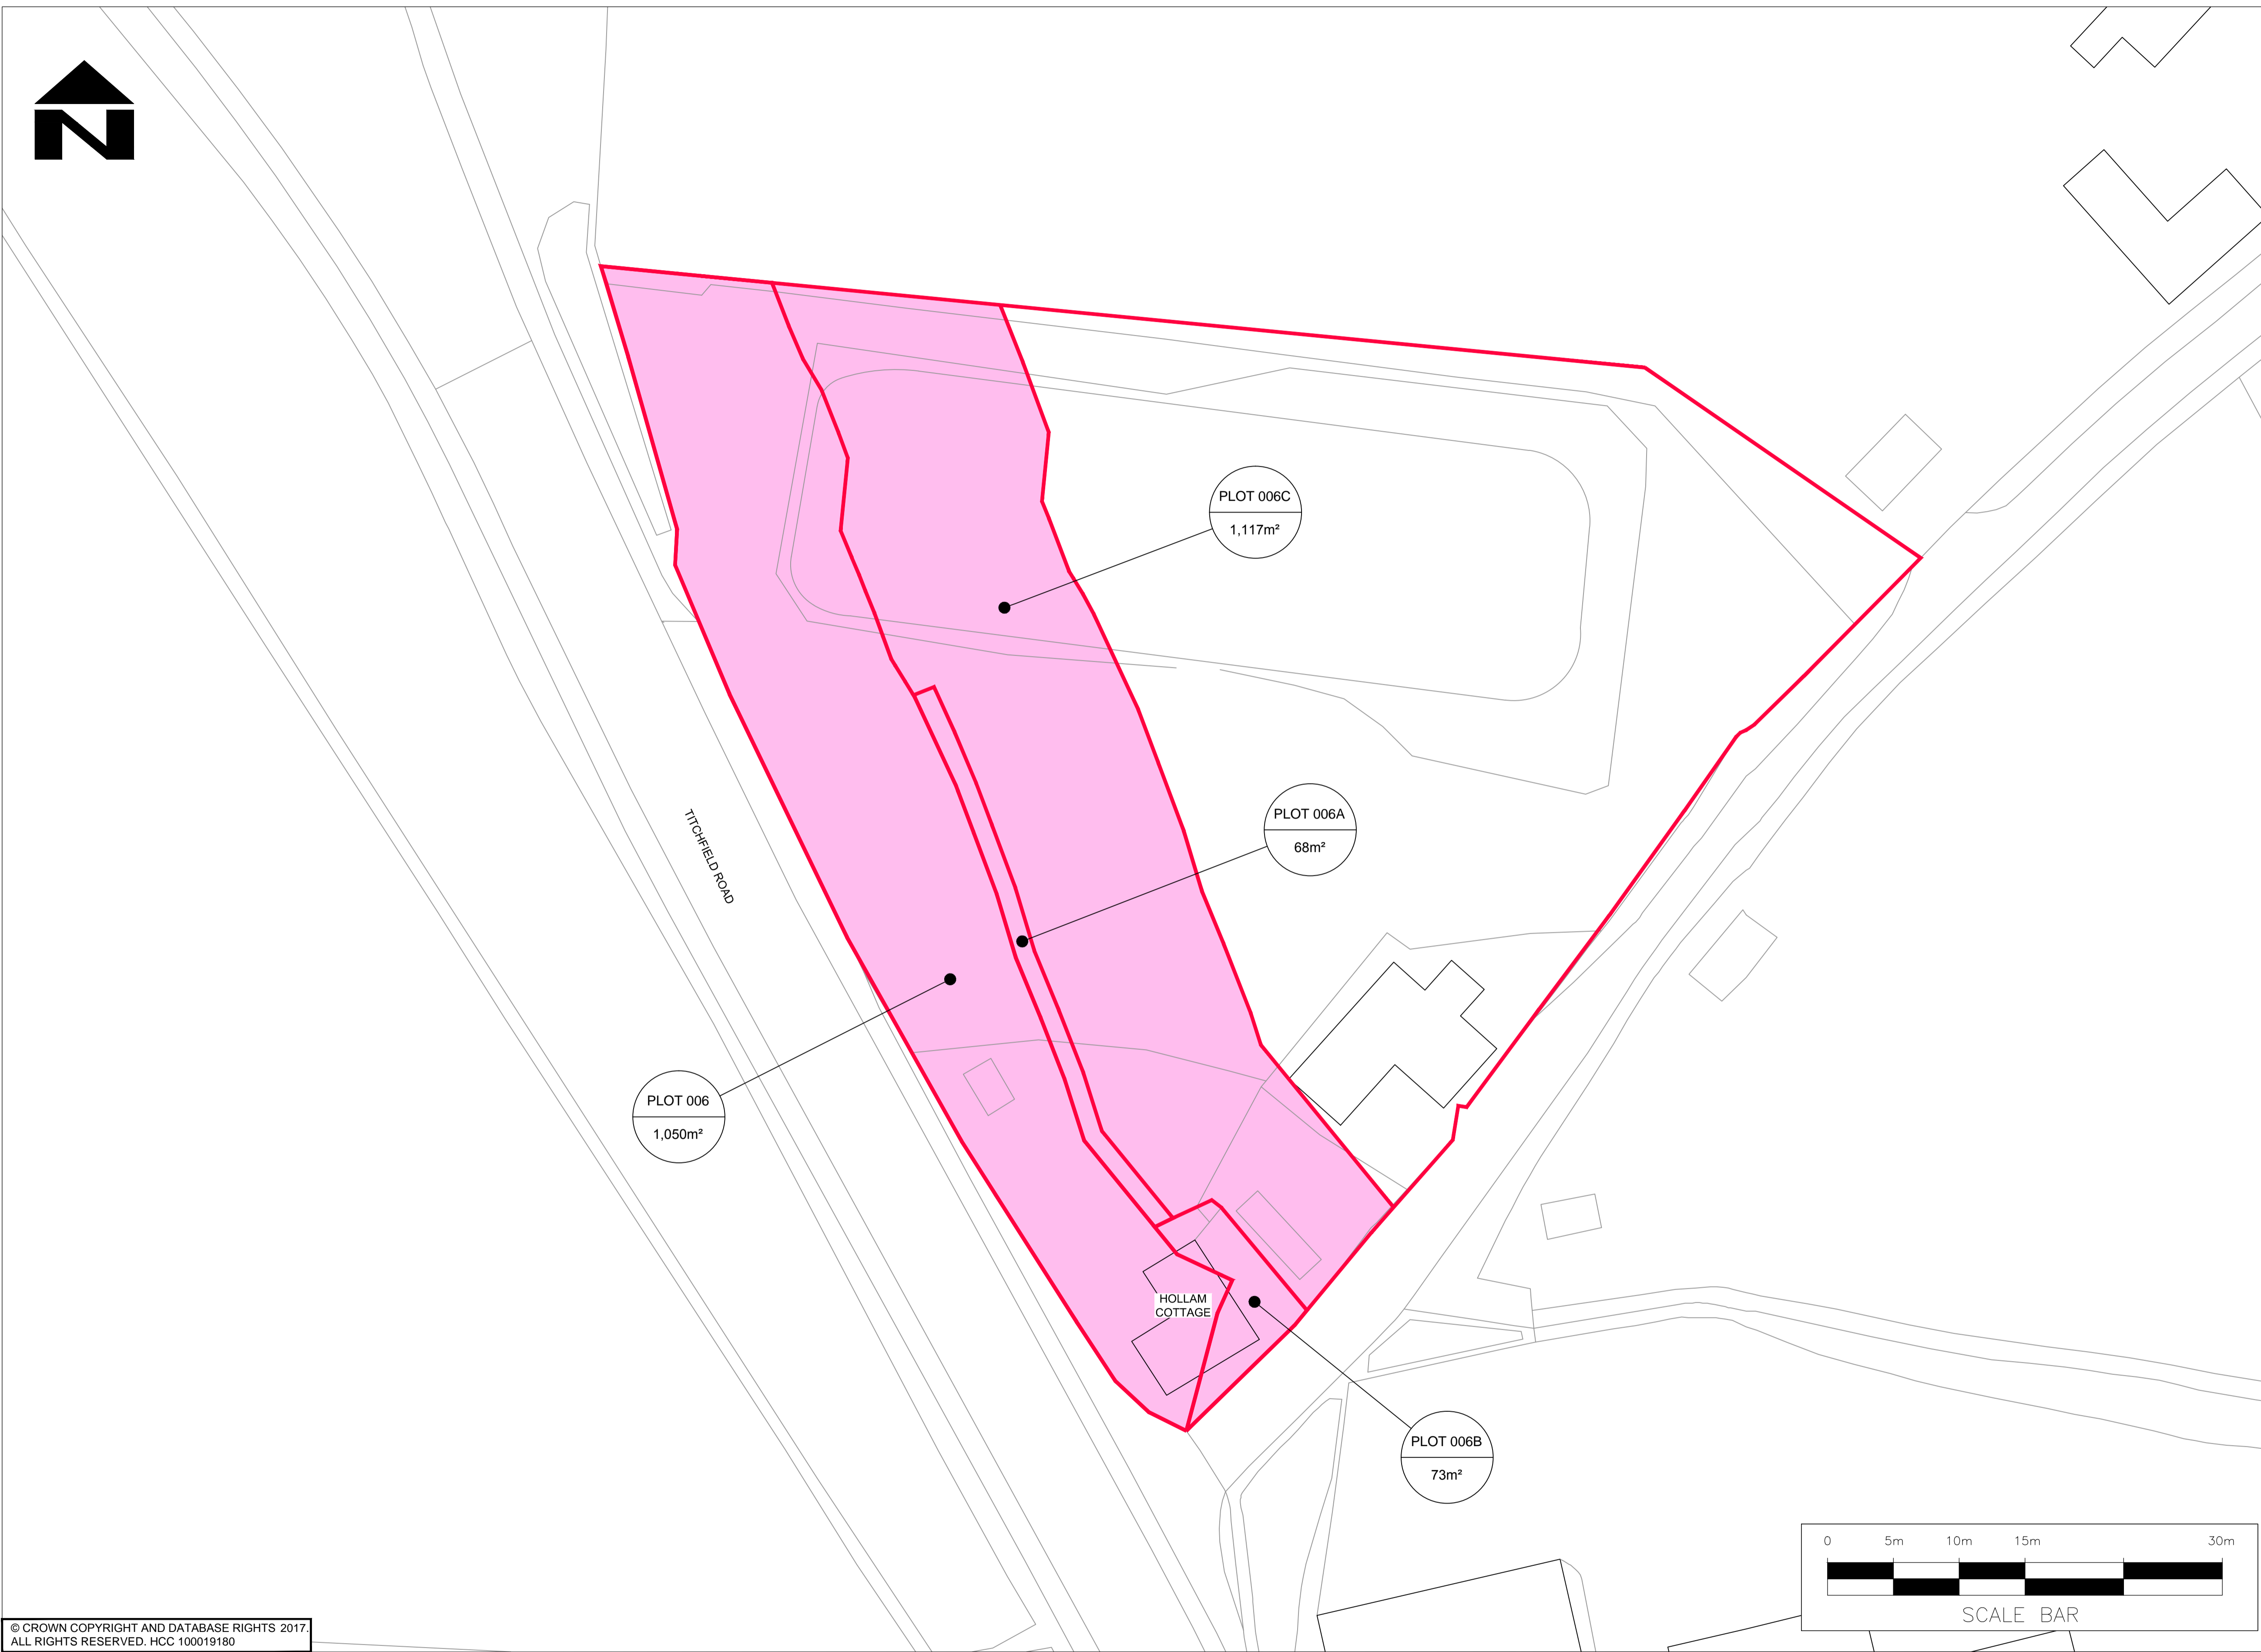 N
PLOT 006C
1,117m²
PLOT 006A
68m²
TITCHFIELD ROAD
PLOT 006
1,050m²
HOLLAM
COTTAGE
PLOT 006B
73m²
0 5m 10m 15m 30m
SCALE BAR
© CROWN COPYRIGHT AND DATABASE RIGHTS 2017.
ALL RIGHTS RESERVED. HCC 100019180